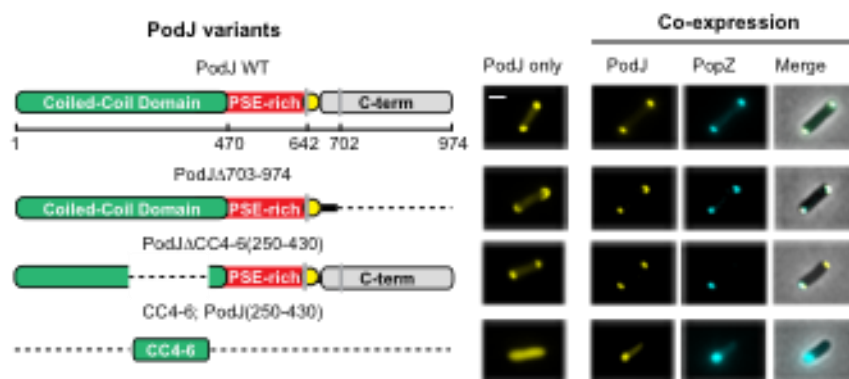 PodJ variants
Co-expression
PodJ WT
PodJ only
PodJ
PopZ
Merge
Coiled-Coil Domain
PSE-rich
C-term
1
470
642
702
974
PodJΔ703-974
Coiled-Coil Domain
PSE-rich
PodJΔCC4-6(250-430)
PSE-rich
C-term
CC4-6; PodJ(250-430)
CC4-6